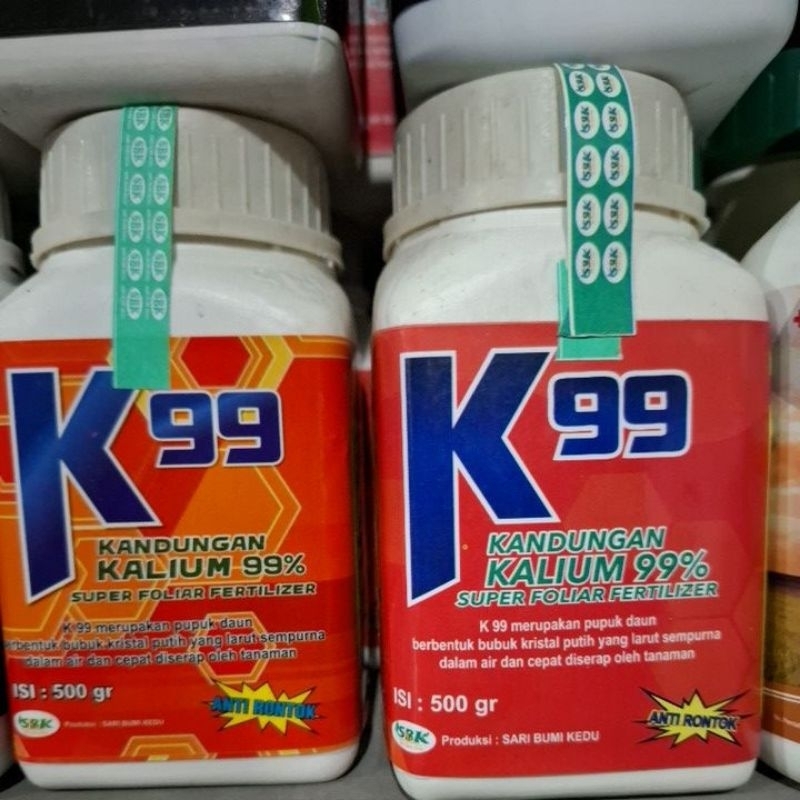 K99
KANDUNGAN
KALIUM 99%
SUPER FOLIAR FERTILIZER
K 99 merupakan pupuk daun
berbentuk bubuk kristal putih yang larut sempurna
dalam air dan cepat diserap oleh tanaman
ISI : 500 gr
ANTI RONTOK
SBK
Produksi : SARI BUMI KEDU
K99
KANDUNGAN
KALIUM 99%
SUPER FOLIAR FERTILIZER
K 99 merupakan pupuk daun
berbentuk bubuk kristal putih yang larut sempurna
dalam air dan cepat diserap oleh tanaman
ISI : 500 gr
ANTI RONTOK
SBK
Produksi : SARI BUMI KEDU